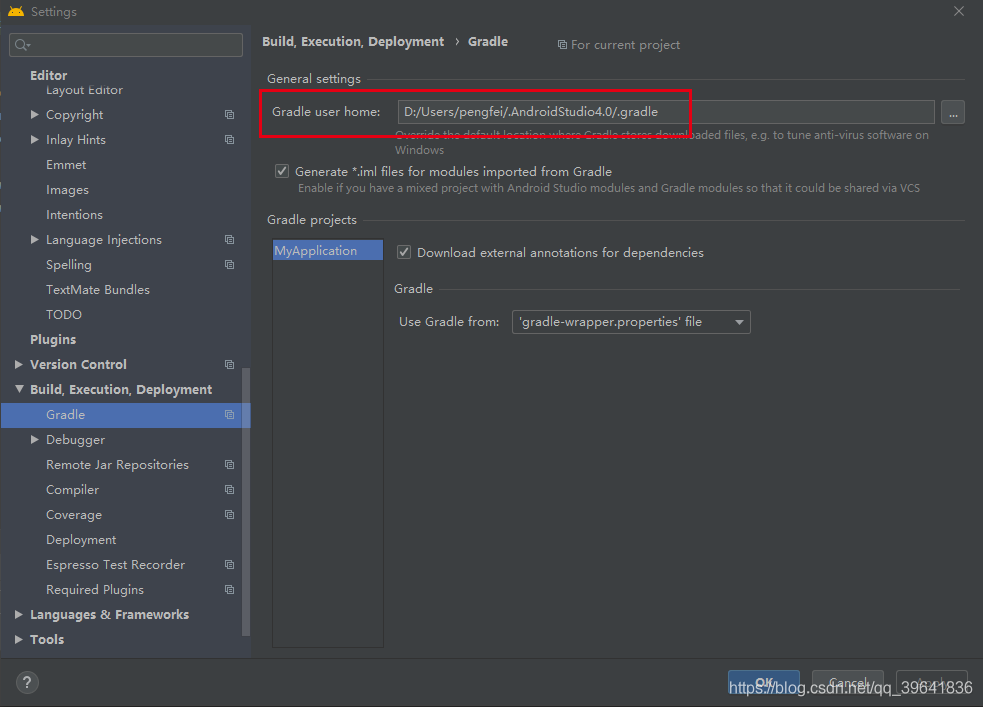 Settings
Editor
Layout Editor
Copyright
Inlay Hints
Emmet
Images
Intentions
Language Injections
Spelling
TextMate Bundles
TODO
Plugins
Version Control
Build, Execution, Deployment
Gradle
Debugger
Remote Jar Repositories
Compiler
Coverage
Deployment
Espresso Test Recorder
Required Plugins
Languages & Frameworks
Tools
Build, Execution, Deployment › Gradle
For current project
General settings
Gradle user home: D:/Users/pengfei/.AndroidStudio4.0/.gradle ...
Override the default location where Gradle stores downloaded files, e.g. to tune anti-virus software on
Windows
Generate *.iml files for modules imported from Gradle
Enable if you have a mixed project with Android Studio modules and Gradle modules so that it could be shared via VCS
Gradle projects
MyApplication
Download external annotations for dependencies
Gradle
Use Gradle from: 'gradle-wrapper.properties' file
?
OK Cancel Apply
https://blog.csdn.net/qq_39641836